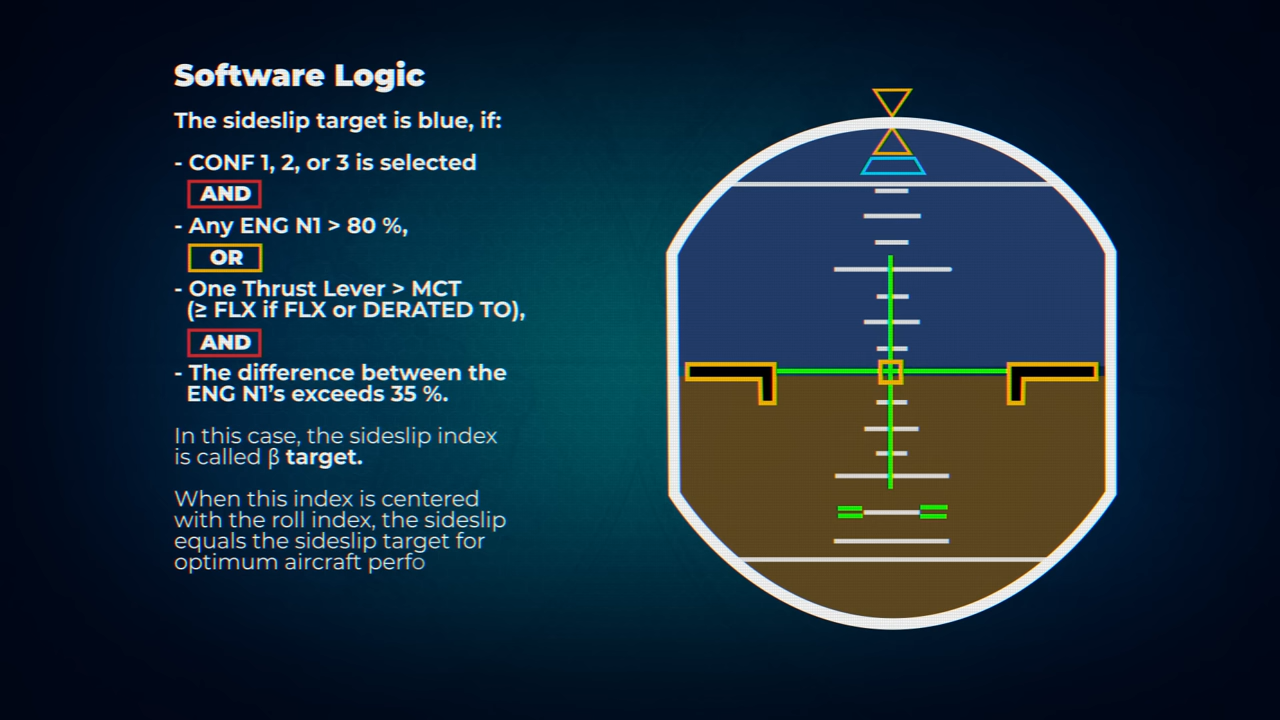 Software Logic
The sideslip target is blue, if:
- CONF 1, 2, or 3 is selected
AND
- Any ENG N1 > 80 %,
OR
- One Thrust Lever > MCT
(≥ FLX if FLX or DERATED TO),
AND
- The difference between the
ENG N1's exceeds 35 %.
In this case, the sideslip index
is called β target.
When this index is centered
with the roll index, the sideslip
equals the sideslip target for
optimum aircraft perfo